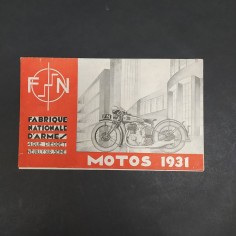 FN
FABRIQUE
NATIONALE
D'ARMES
MOTOS 1931